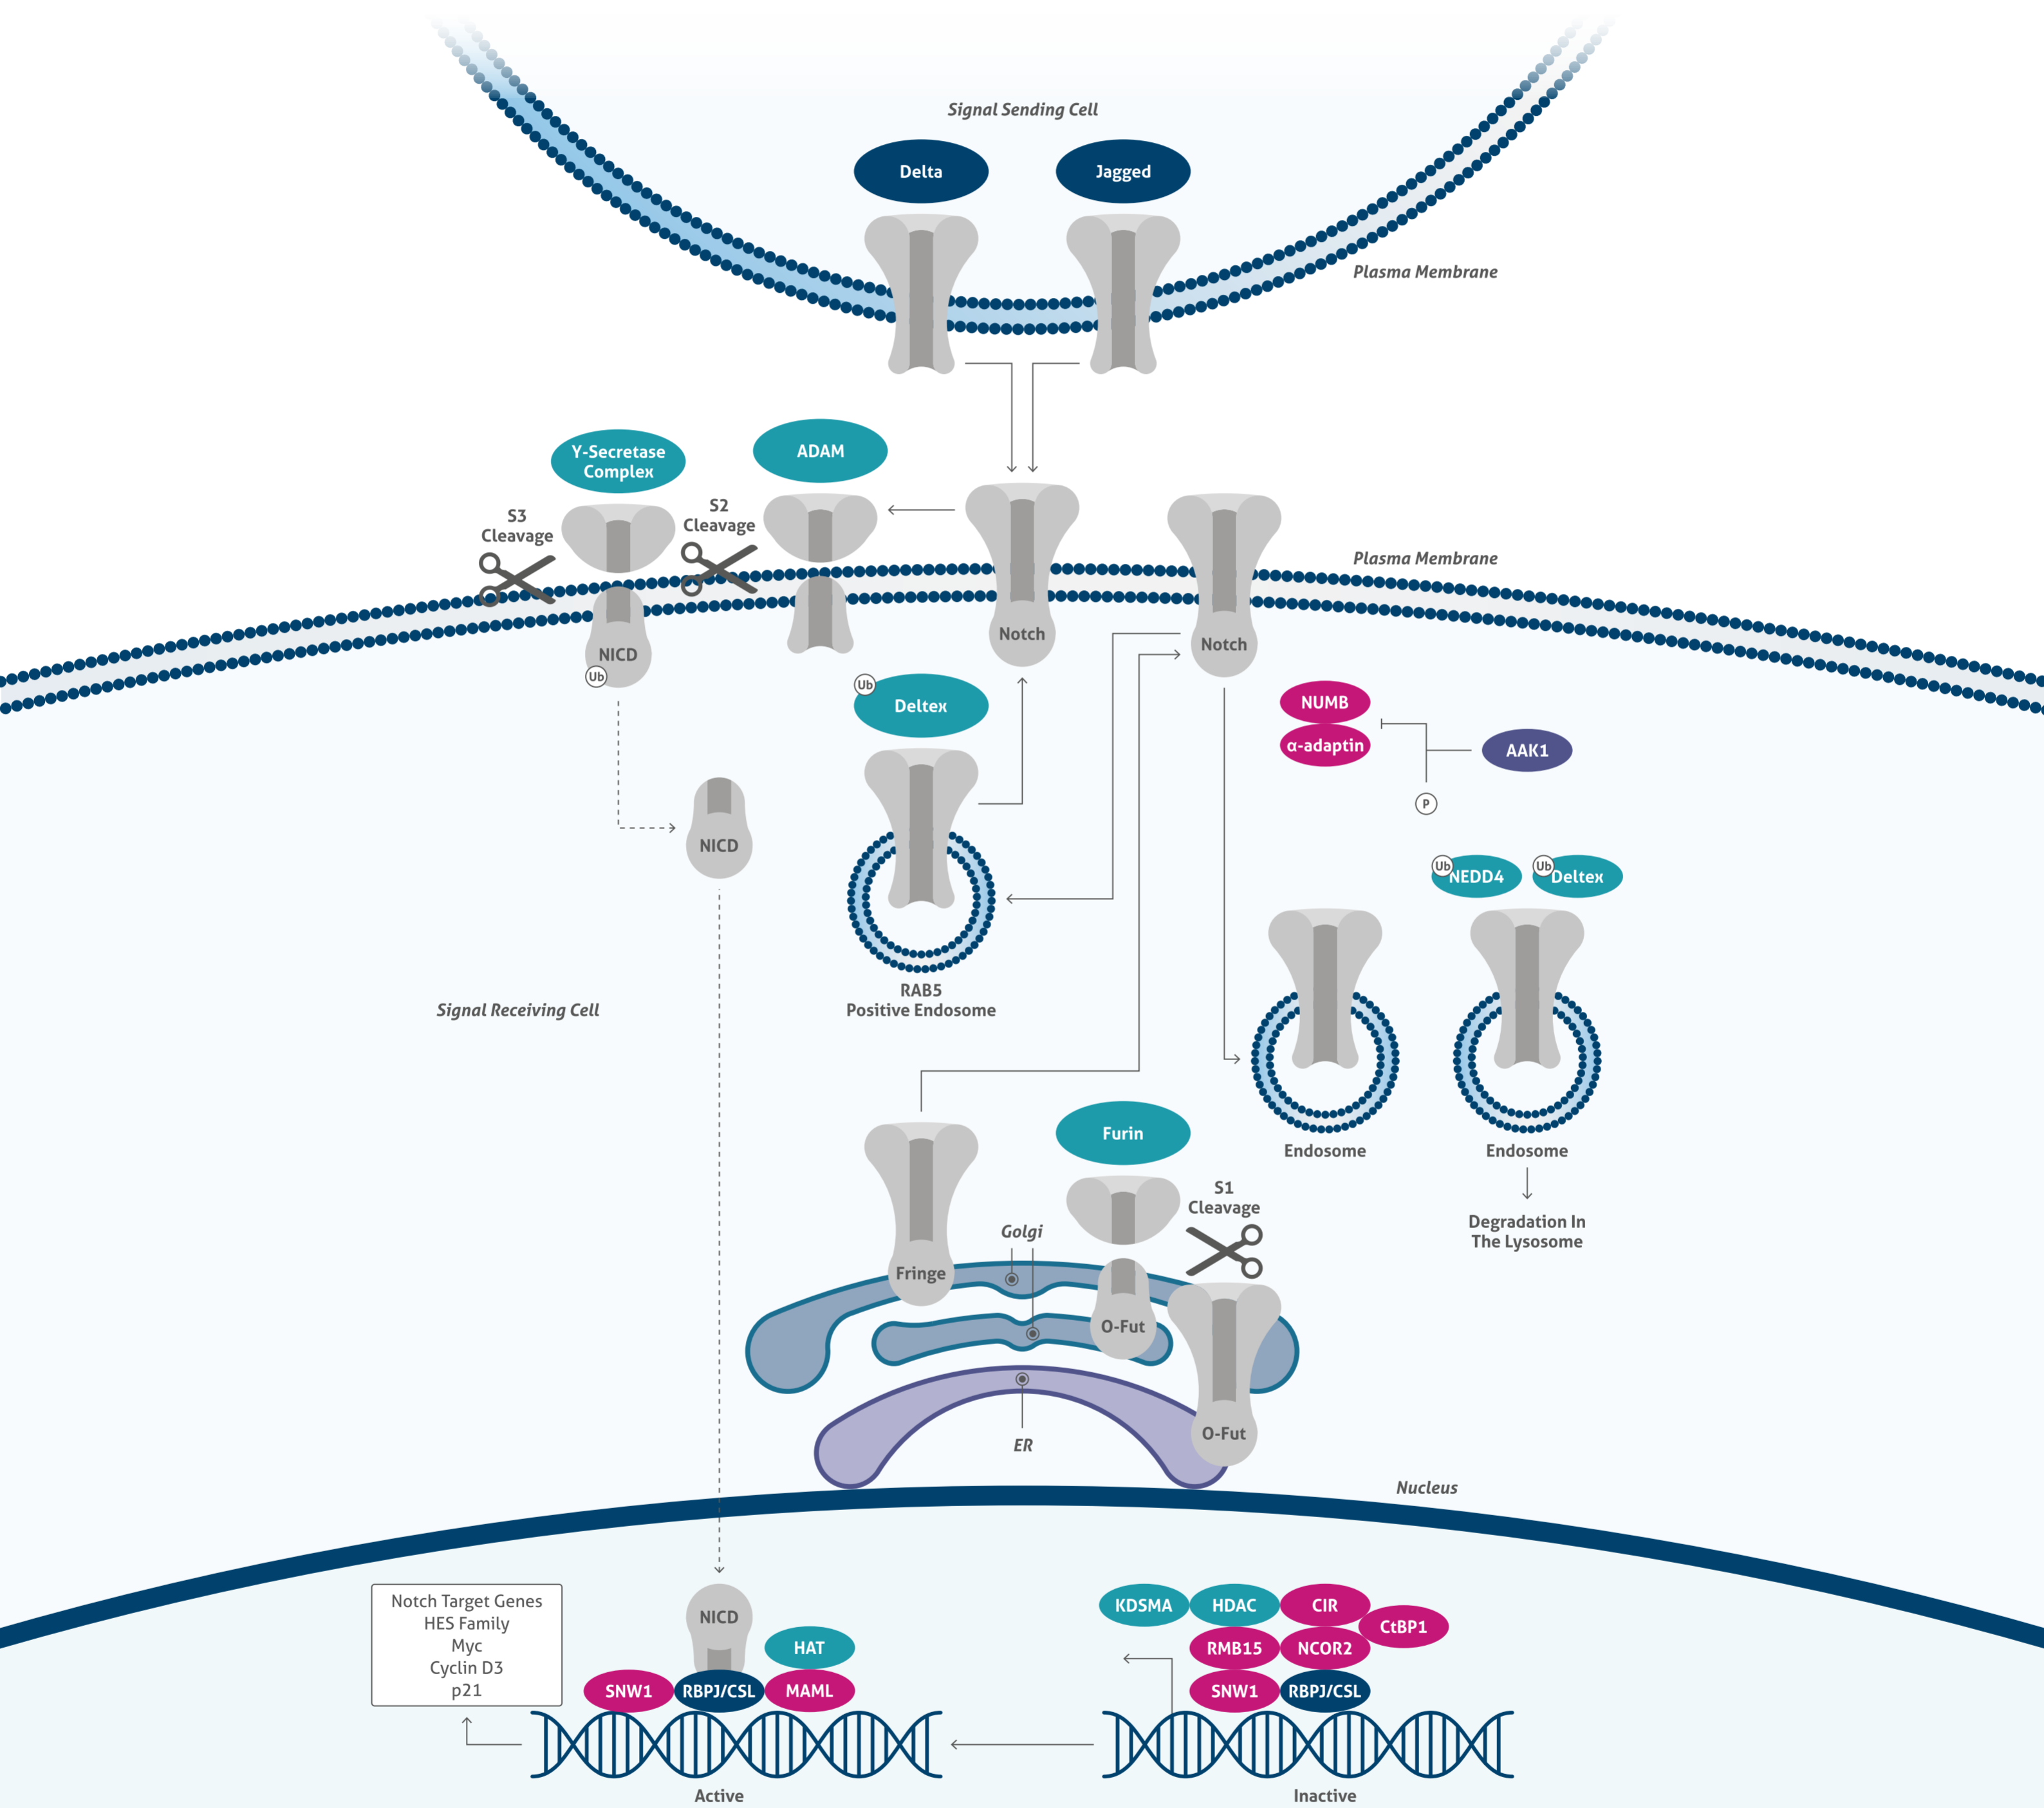 Signal Sending Cell
Delta
Jagged
Plasma Membrane
Y-Secretase
Complex
ADAM
S3
Cleavage
S2
Cleavage
Plasma Membrane
NICD
Ub
Notch
Notch
Ub
Deltex
NUMB
α-adaptin
AAK1
P
NICD
Ub
NEDD4
Ub
Deltex
RAB5
Positive Endosome
Signal Receiving Cell
Endosome
Endosome
Degradation In
The Lysosome
Furin
S1
Cleavage
Golgi
Fringe
O-Fut
O-Fut
ER
Nucleus
Notch Target Genes
HES Family
Myc
Cyclin D3
p21
NICD
HAT
SNW1
RBPJ/CSL
MAML
Active
KDSMA
HDAC
CIR
CtBP1
RMB15
NCOR2
SNW1
RBPJ/CSL
Inactive